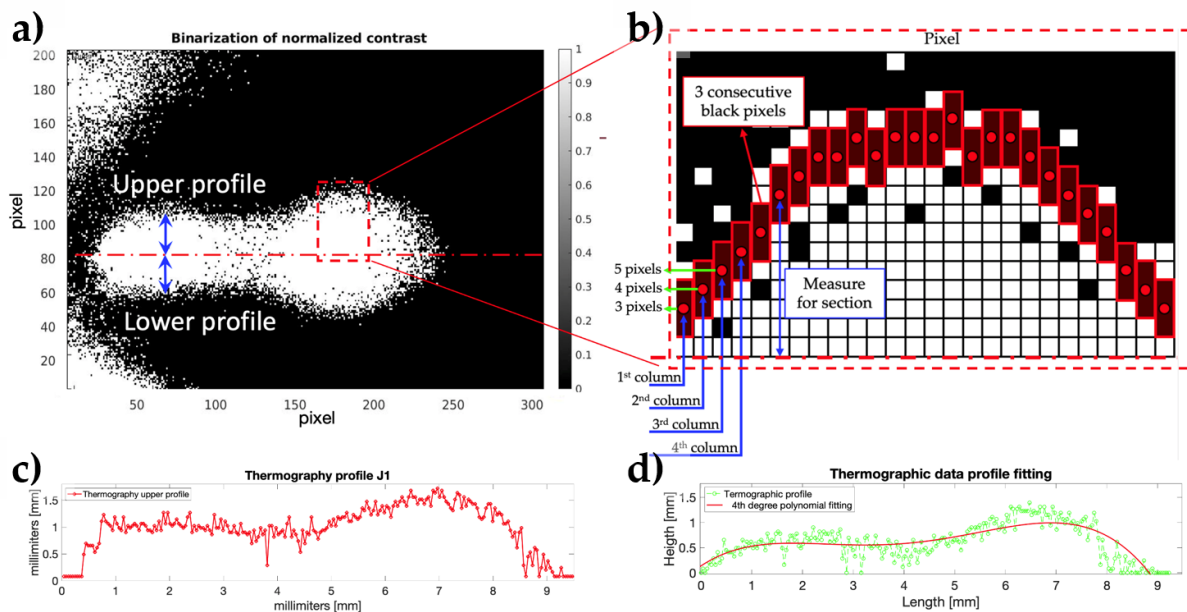 a)
Binarization of normalized contrast
200
180
160
140
120
100
80
60
40
20
pixel
50
100
150
200
250
300
pixel
1
0.9
0.8
0.7
0.6
0.5
0.4
0.3
0.2
0.1
0
Upper profile
Lower profile
b)
Pixel
3 consecutive
black pixels
5 pixels
4 pixels
3 pixels
Measure
for section
1st column
2nd column
3rd column
4th column
c)
Thermography profile J1
Thermography upper profile
millimiters [mm]
1.5
1
0.5
0
0
1
2
3
4
5
6
7
8
9
millimiters [mm]
d)
Thermographic data profile fitting
Termographic profile
4th degree polynomial fitting
Heigth [mm]
1.5
1.0
0.5
0
0
1
2
3
4
5
6
7
8
9
Length [mm]